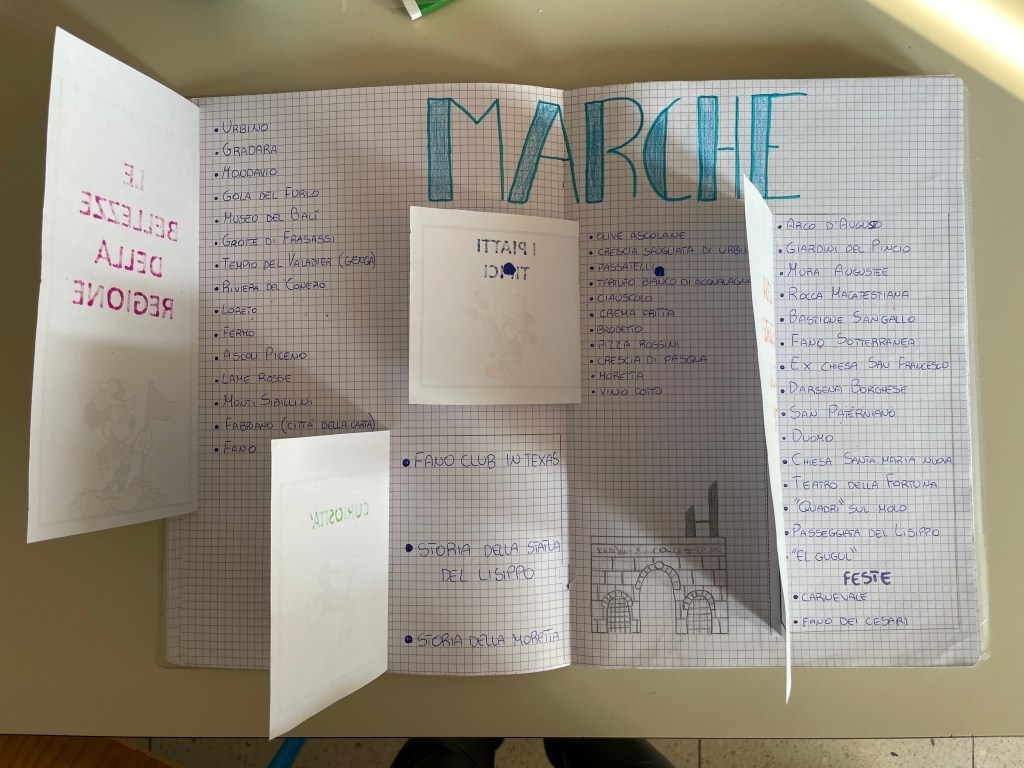 MARCHE
LE
BELLEZZE
DELLA
REGIONE
• URBINO
• GRADARA
• MONDAVIO
• GOLA DEL FURLO
• MUSEO DEL BALÌ
• GROTTE DI FRASASSI
• TEMPIO DEL VALADIER (GENGA)
• RIVIERA DEL CONERO
• LORETO
• FERMO
• ASCOLI PICENO
• LAME ROSSE
• MONTI SIBILLINI
• FABRIANO (CITTÀ DELLA CARTA)
• FANO
I PIATTI
TIPICI
• OLIVE ASCOLANE
• CRESCIA SFOGLIATA DI URBIN
• PASSATELLI
• TARTUFO BIANCO DI ACQUALAGNA
• CIAUSCOLO
• CREMA FRITTA
• BRODETTO
• PIZZA ROSSINI
• CRESCIA DI PASQUA
• MORETTA
• VINO COTTO
CURIOSITA'
• FANO CLUB IN TEXAS
• STORIA DELLA STATUA
DEL LISIPPO
• STORIA DELLA MORETTA
• ARCO D'AUGUSTO
• GIARDINI DEL PINCIO
• MURA AUGUSTEE
• ROCCA MALATESTIANA
• BASTIONE SANGALLO
• FANO SOTTERRANEA
• EX CHIESA SAN FRANCESCO
• DARSENA BORGHESE
• SAN PATERNIANO
• DUOMO
• CHIESA SANTA MARIA NUOVA
• TEATRO DELLA FORTUNA
• "QUADRI" SUL MOLO
• PASSEGGIATA DEL LISIPPO
• "EL GUGUL"
FESTE
• CARNEVALE
• FANO DEI CESARI